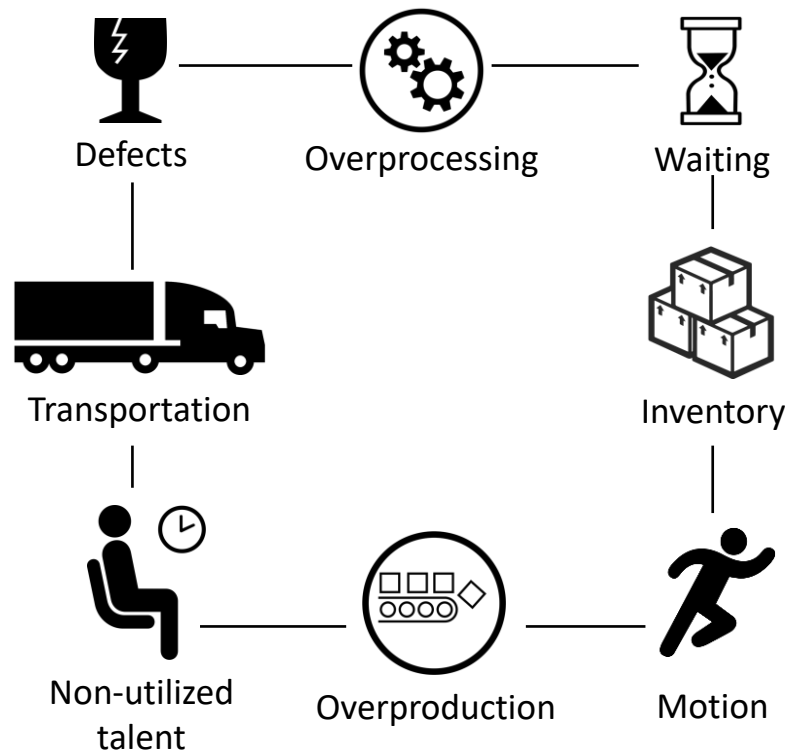 Defects
Overprocessing
Waiting
Transportation
Inventory
Non-utilized
talent
Overproduction
Motion